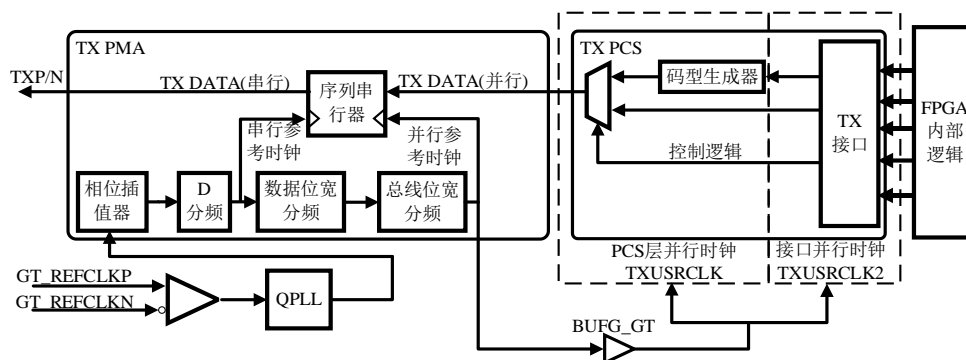 TX PMA
TX PCS
TXP/N
TX DATA(串行)
序列串
行器
TX DATA(并行)
码型生成器
TX
接口
FPGA
内部
逻辑
串行参
考时钟
并行参
考时钟
控制逻辑
相位插
值器
D
分频
数据位宽
分频
总线位宽
分频
PCS层并行时钟
TXUSRCLK
接口并行时钟
TXUSRCLK2
GT_REFCLKP
GT_REFCLKN
QPLL
BUFG_GT